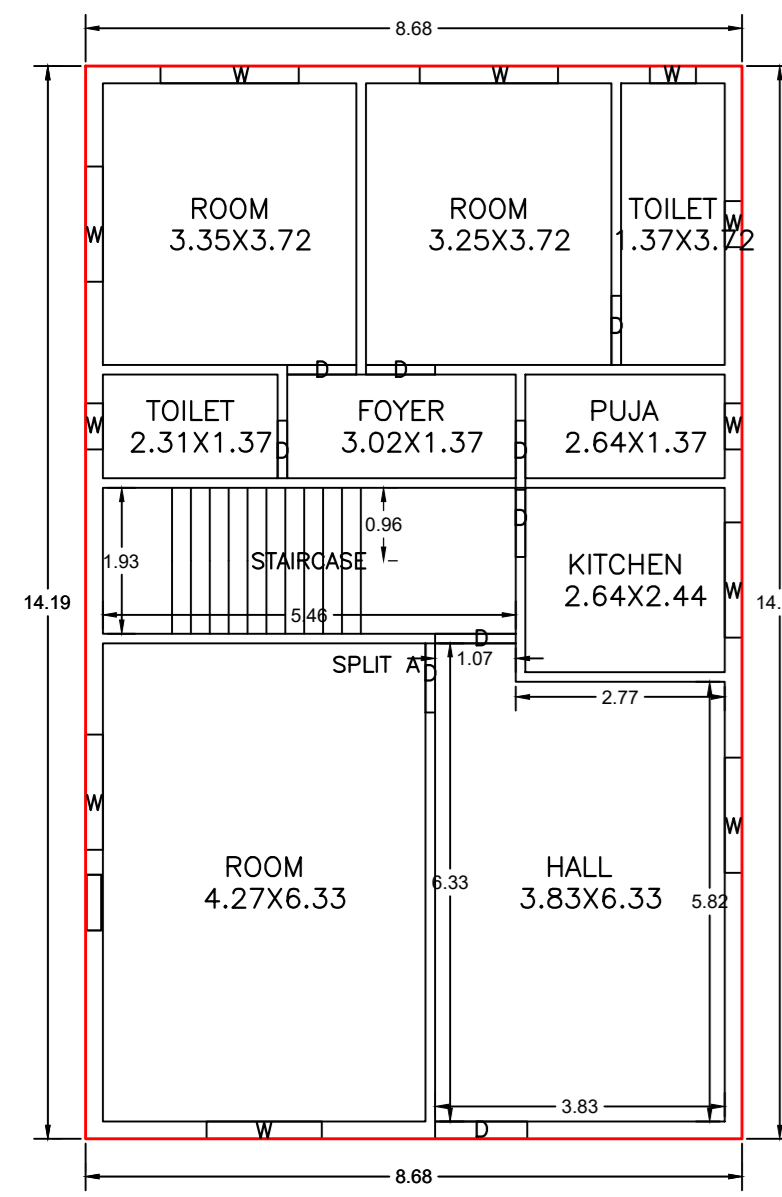 8.68
W
W
W
ROOM
3.35X3.72
ROOM
3.25X3.72
TOILET
1.37X3.72
W
W
D
D
D
TOILET
2.31X1.37
FOYER
3.02X1.37
PUJA
2.64X1.37
W
W
D
D
D
0.96
1.93
STAIRCASE
KITCHEN
2.64X2.44
W
14.19
14.
5.46
D
SPLIT A
D
1.07
2.77
W
W
ROOM
4.27X6.33
6.33
HALL
3.83X6.33
5.82
3.83
W
D
8.68